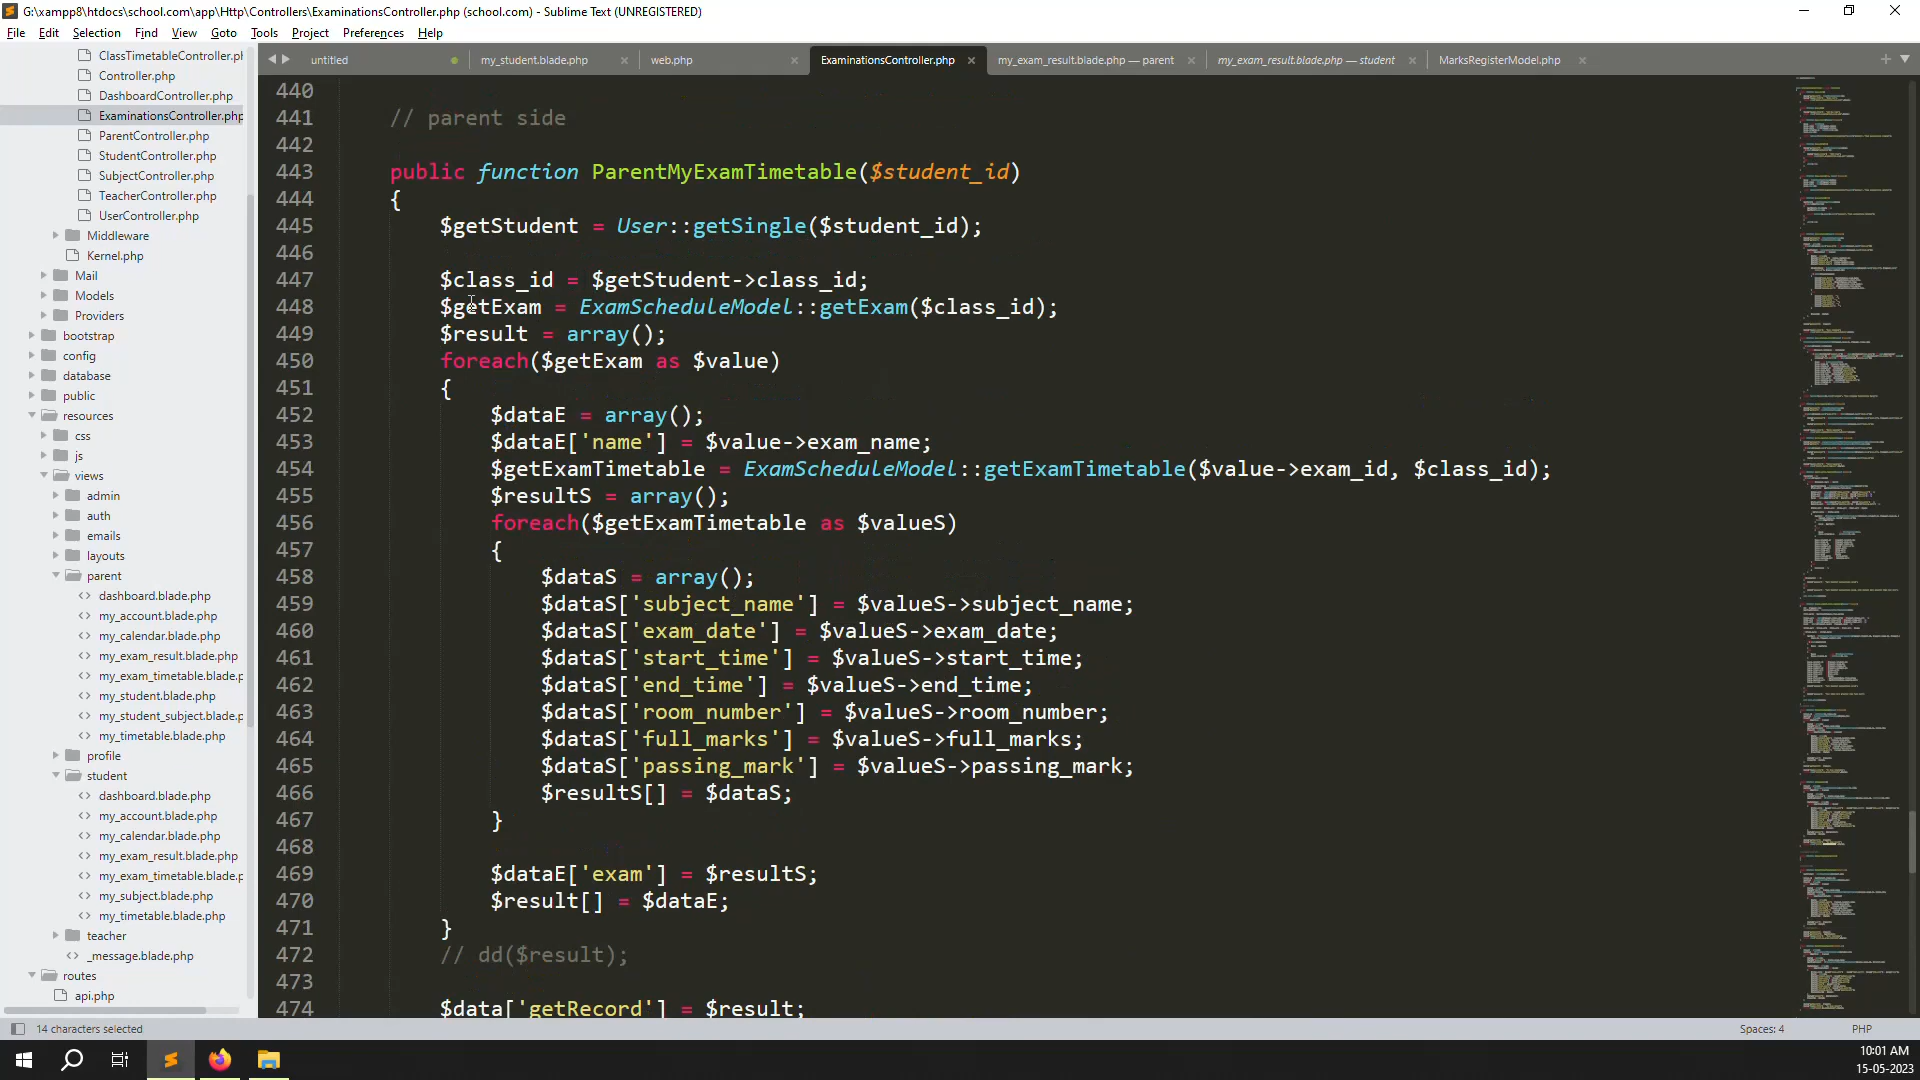 G:\xampp8\htdocs\school.com\app\Http\Controllers\ExaminationsController.php (school.com) - Sublime Text (UNREGISTERED)
File Edit Selection Find View Goto Tools Project Preferences Help
ClassTimetableController.ph
Controller.php
DashboardController.php
ExaminationsController.php
ParentController.php
StudentController.php
SubjectController.php
TeacherController.php
UserController.php
Middleware
Kernel.php
Mail
Models
Providers
bootstrap
config
database
public
resources
css
js
views
admin
auth
emails
layouts
parent
dashboard.blade.php
my_account.blade.php
my_calendar.blade.php
my_exam_result.blade.php
my_exam_timetable.blade.p
my_student.blade.php
my_student_subject.blade.p
my_timetable.blade.php
profile
student
dashboard.blade.php
my_account.blade.php
my_calendar.blade.php
my_exam_result.blade.php
my_exam_timetable.blade.p
my_subject.blade.php
my_timetable.blade.php
teacher
_message.blade.php
routes
api.php
untitled my_student.blade.php web.php ExaminationsController.php my_exam_result.blade.php — parent my_exam_result.blade.php — student MarksRegisterModel.php
440
441 // parent side
442
443 public function ParentMyExamTimetable($student_id)
444 {
445 $getStudent = User::getSingle($student_id);
446
447 $class_id = $getStudent->class_id;
448 $getExam = ExamScheduleModel::getExam($class_id);
449 $result = array();
450 foreach($getExam as $value)
451 {
452 $dataE = array();
453 $dataE['name'] = $value->exam_name;
454 $getExamTimetable = ExamScheduleModel::getExamTimetable($value->exam_id, $class_id);
455 $resultS = array();
456 foreach($getExamTimetable as $valueS)
457 {
458 $dataS = array();
459 $dataS['subject_name'] = $valueS->subject_name;
460 $dataS['exam_date'] = $valueS->exam_date;
461 $dataS['start_time'] = $valueS->start_time;
462 $dataS['end_time'] = $valueS->end_time;
463 $dataS['room_number'] = $valueS->room_number;
464 $dataS['full_marks'] = $valueS->full_marks;
465 $dataS['passing_mark'] = $valueS->passing_mark;
466 $resultS[] = $dataS;
467 }
468
469 $dataE['exam'] = $resultS;
470 $result[] = $dataE;
471 }
472 // dd($result);
473
474 $data['getRecord'] = $result;
14 characters selected Spaces: 4 PHP
10:01 AM
15-05-2023